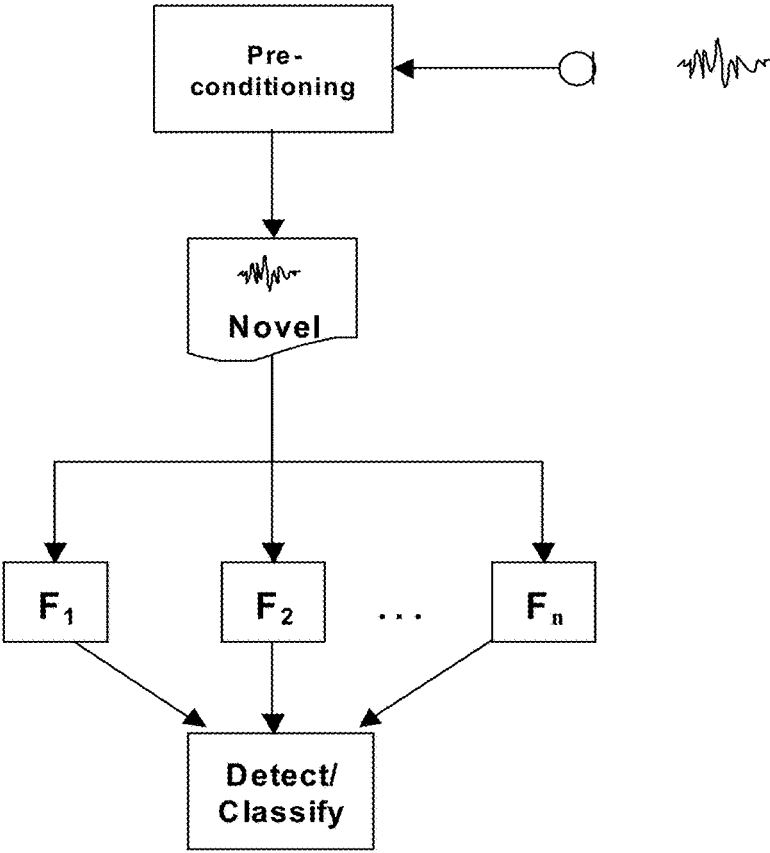 Pre-
conditioning
Novel
F1 F2 ... Fn
Detect/
Classify